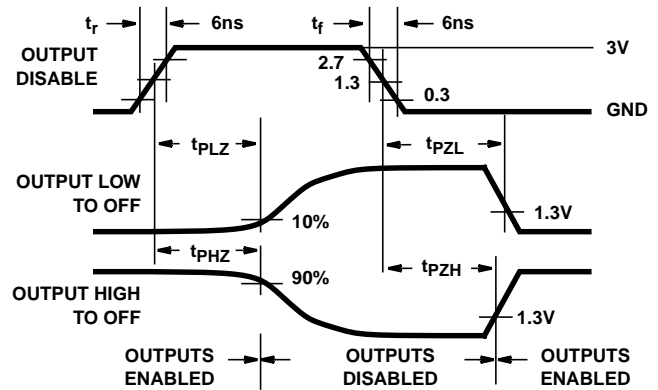 tr 6ns tf 6ns
OUTPUT
DISABLE
3V
2.7
1.3
0.3
GND
tPLZ tPZL
OUTPUT LOW
TO OFF
10%
1.3V
tPHZ tPZH
OUTPUT HIGH
TO OFF
90%
1.3V
OUTPUTS
ENABLED
OUTPUTS
DISABLED
OUTPUTS
ENABLED